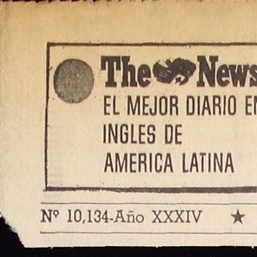 The News
EL MEJOR DIARIO EN
INGLES DE
AMERICA LATINA
Nº 10,134-Año XXXIV